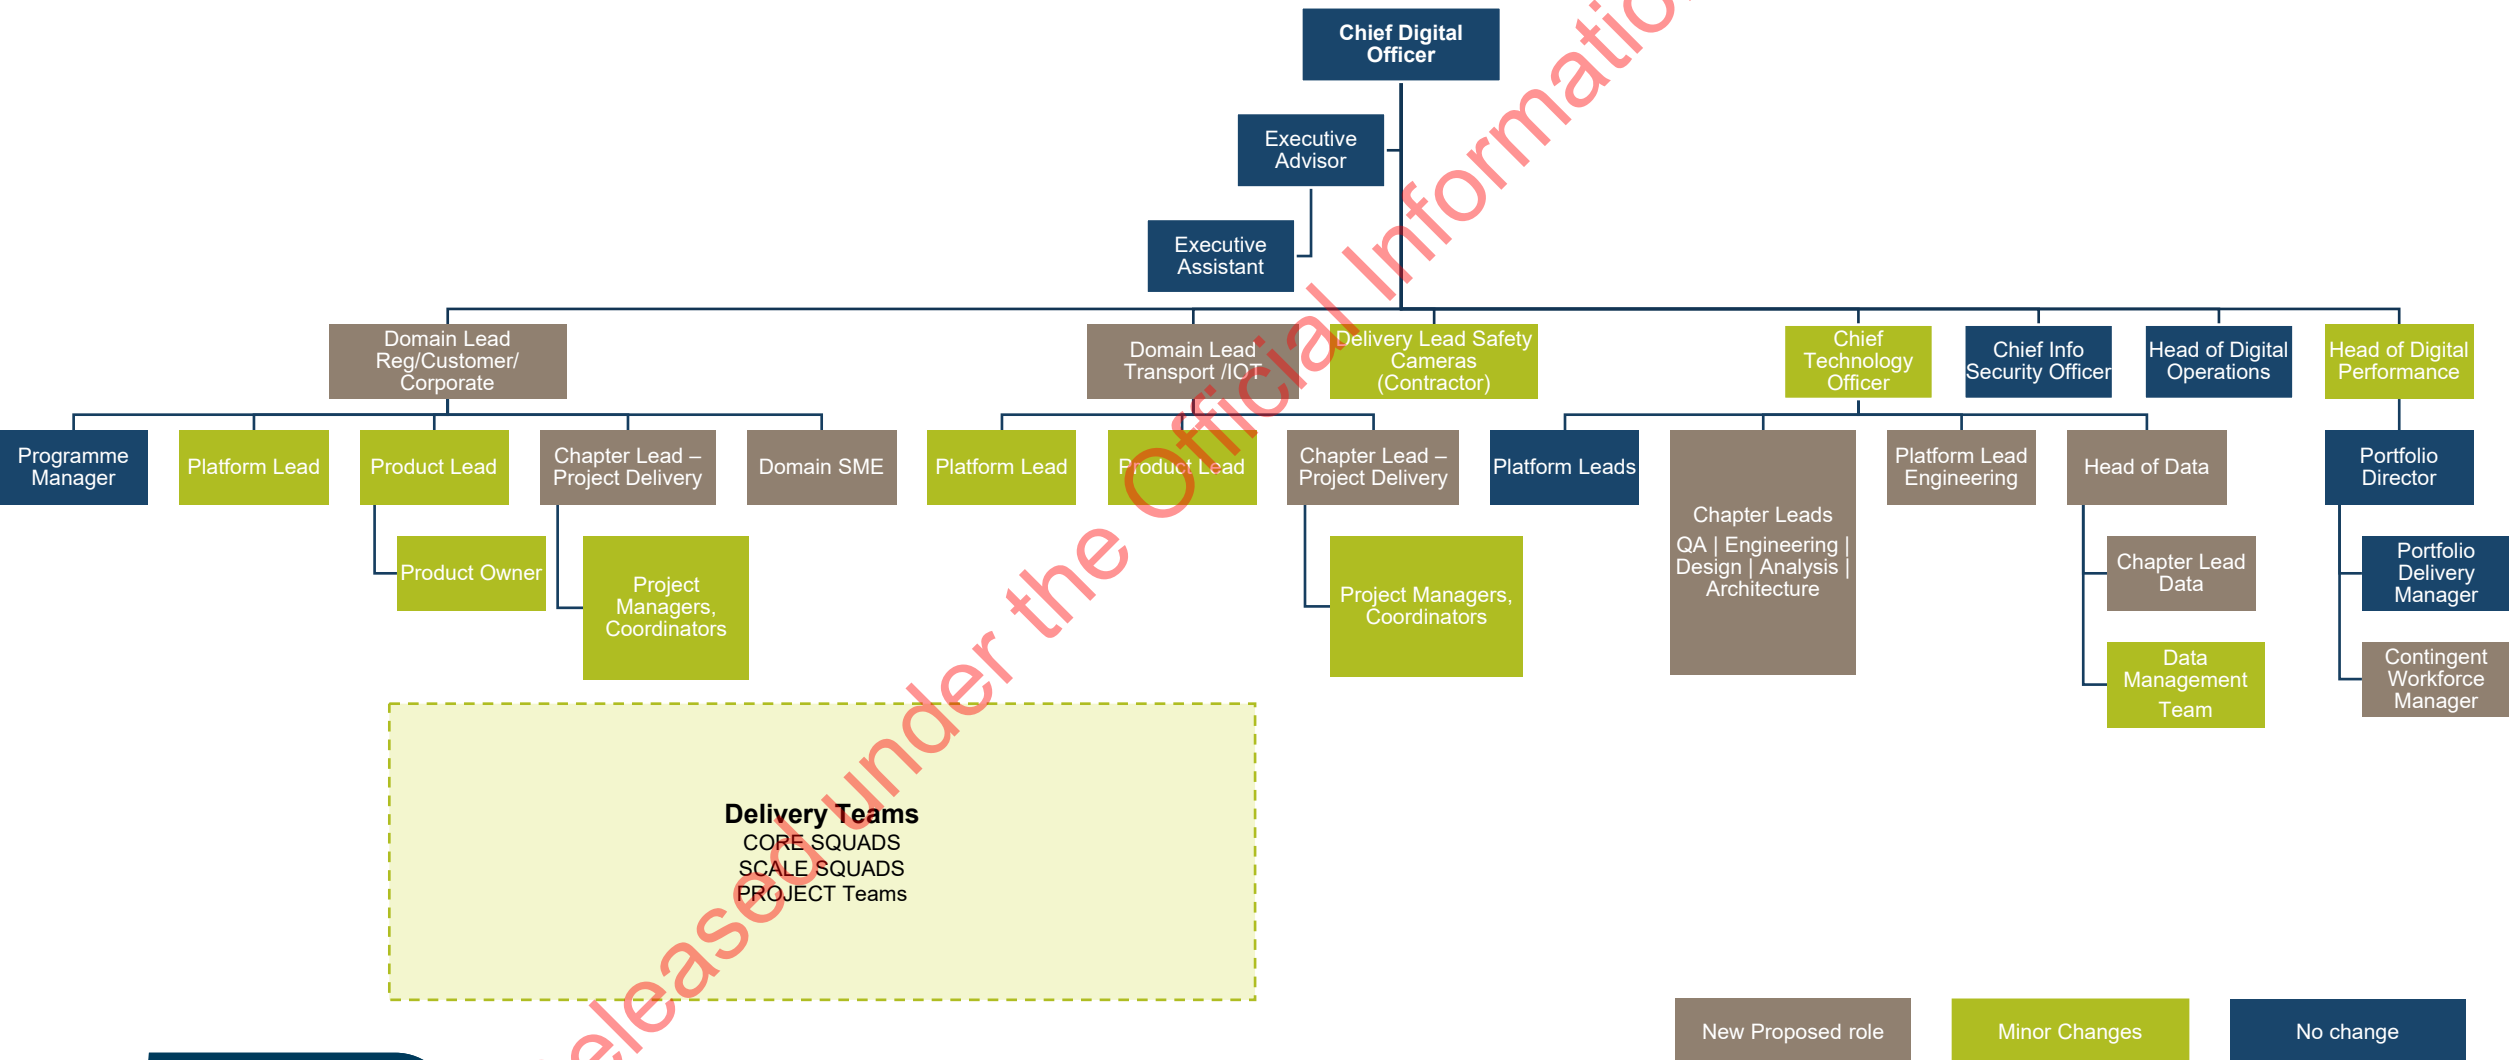 Chief Digital
Officer
Executive
Advisor
Executive
Assistant
Domain Lead
Reg/Customer/
Corporate
Domain Lead
Transport /IOT
Delivery Lead Safety
Cameras
(Contractor)
Chief
Technology
Officer
Chief Info
Security Officer
Head of Digital
Operations
Head of Digital
Performance
Programme
Manager
Platform Lead
Product Lead
Chapter Lead –
Project Delivery
Domain SME
Platform Lead
Product Lead
Chapter Lead –
Project Delivery
Platform Leads
Chapter Leads
QA | Engineering |
Design | Analysis |
Architecture
Platform Lead
Engineering
Head of Data
Portfolio
Director
Product Owner
Project
Managers,
Coordinators
Project Managers,
Coordinators
Chapter Lead
Data
Data
Management
Team
Portfolio
Delivery
Manager
Contingent
Workforce
Manager
Delivery Teams
CORE SQUADS
SCALE SQUADS
PROJECT Teams
New Proposed role
Minor Changes
No change
eleased under the Official Informatio